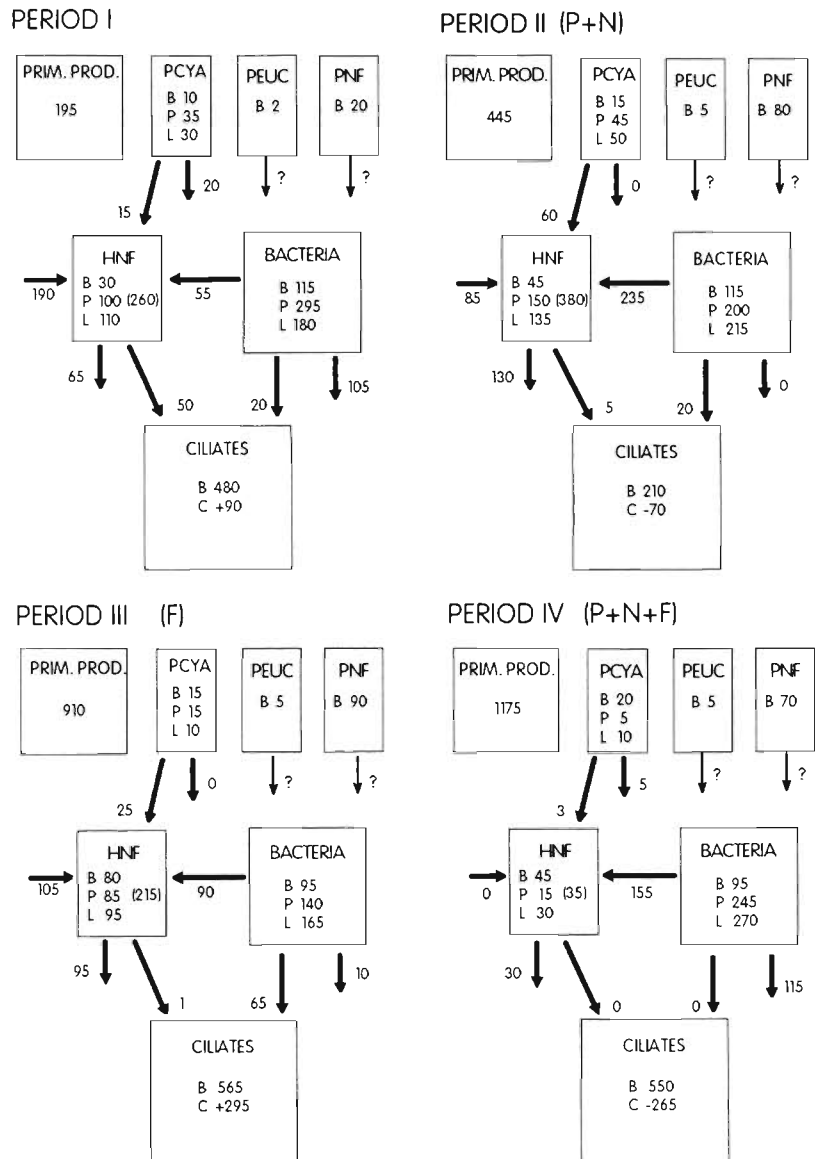 PERIOD I
PRIM. PROD.
195
PCYA
B 10
P 35
L 30
PEUC
B 2
PNF
B 20
20
?
?
15
HNF
B 30
P 100 (260)
L 110
190
55
BACTERIA
B 115
P 295
L 180
65
50
20
105
CILIATES
B 480
C +90
PERIOD II (P+N)
PRIM. PROD.
445
PCYA
B 15
P 45
L 50
PEUC
B 5
PNF
B 80
0
?
?
60
HNF
B 45
P 150 (380)
L 135
85
235
BACTERIA
B 115
P 200
L 215
130
5
20
0
CILIATES
B 210
C -70
PERIOD III (F)
PRIM. PROD.
910
PCYA
B 15
P 15
L 10
PEUC
B 5
PNF
B 90
0
?
?
25
HNF
B 80
P 85 (215)
L 95
105
90
BACTERIA
B 95
P 140
L 165
95
1
65
10
CILIATES
B 565
C +295
PERIOD IV (P+N+F)
PRIM. PROD.
1175
PCYA
B 20
P 5
L 10
PEUC
B 5
PNF
B 70
5
?
?
3
HNF
B 45
P 15 (35)
L 30
0
155
BACTERIA
B 95
P 245
L 270
30
0
0
115
CILIATES
B 550
C -265